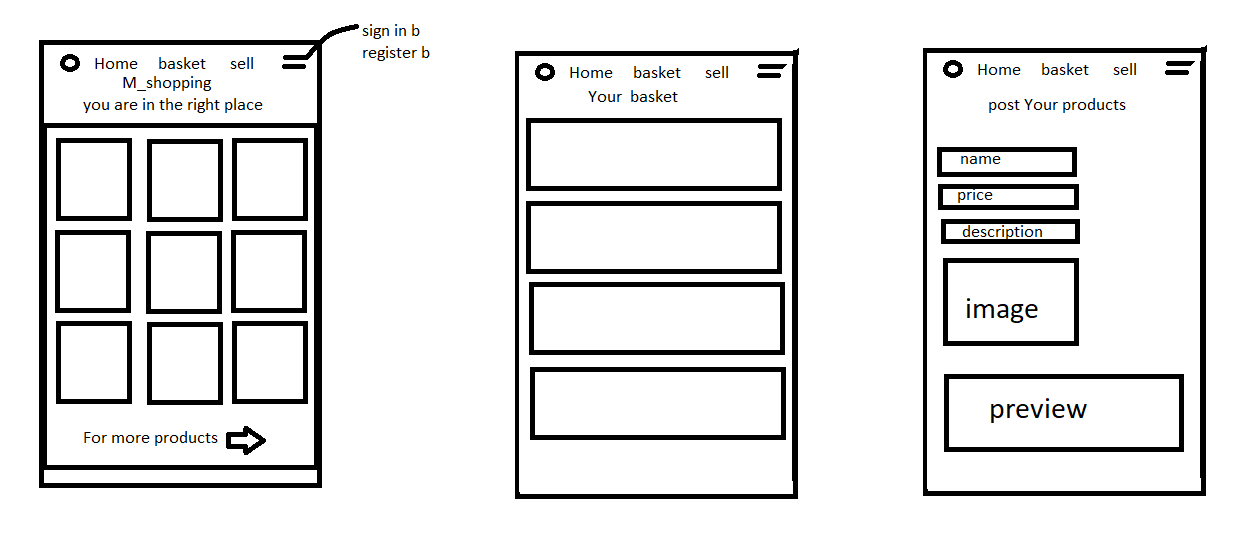 sign in b
register b
Home basket sell
M_shopping
you are in the right place
For more products
Home basket sell
Your basket
Home basket sell
post Your products
name
price
description
image
preview